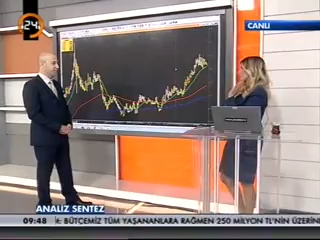 24
CANLI
ANALİZ SENTEZ
09:48 BÜTÇEMİZ TÜM YAŞANANLARA RAĞMEN 250 MİLYON TL'NİN ÜZERİN